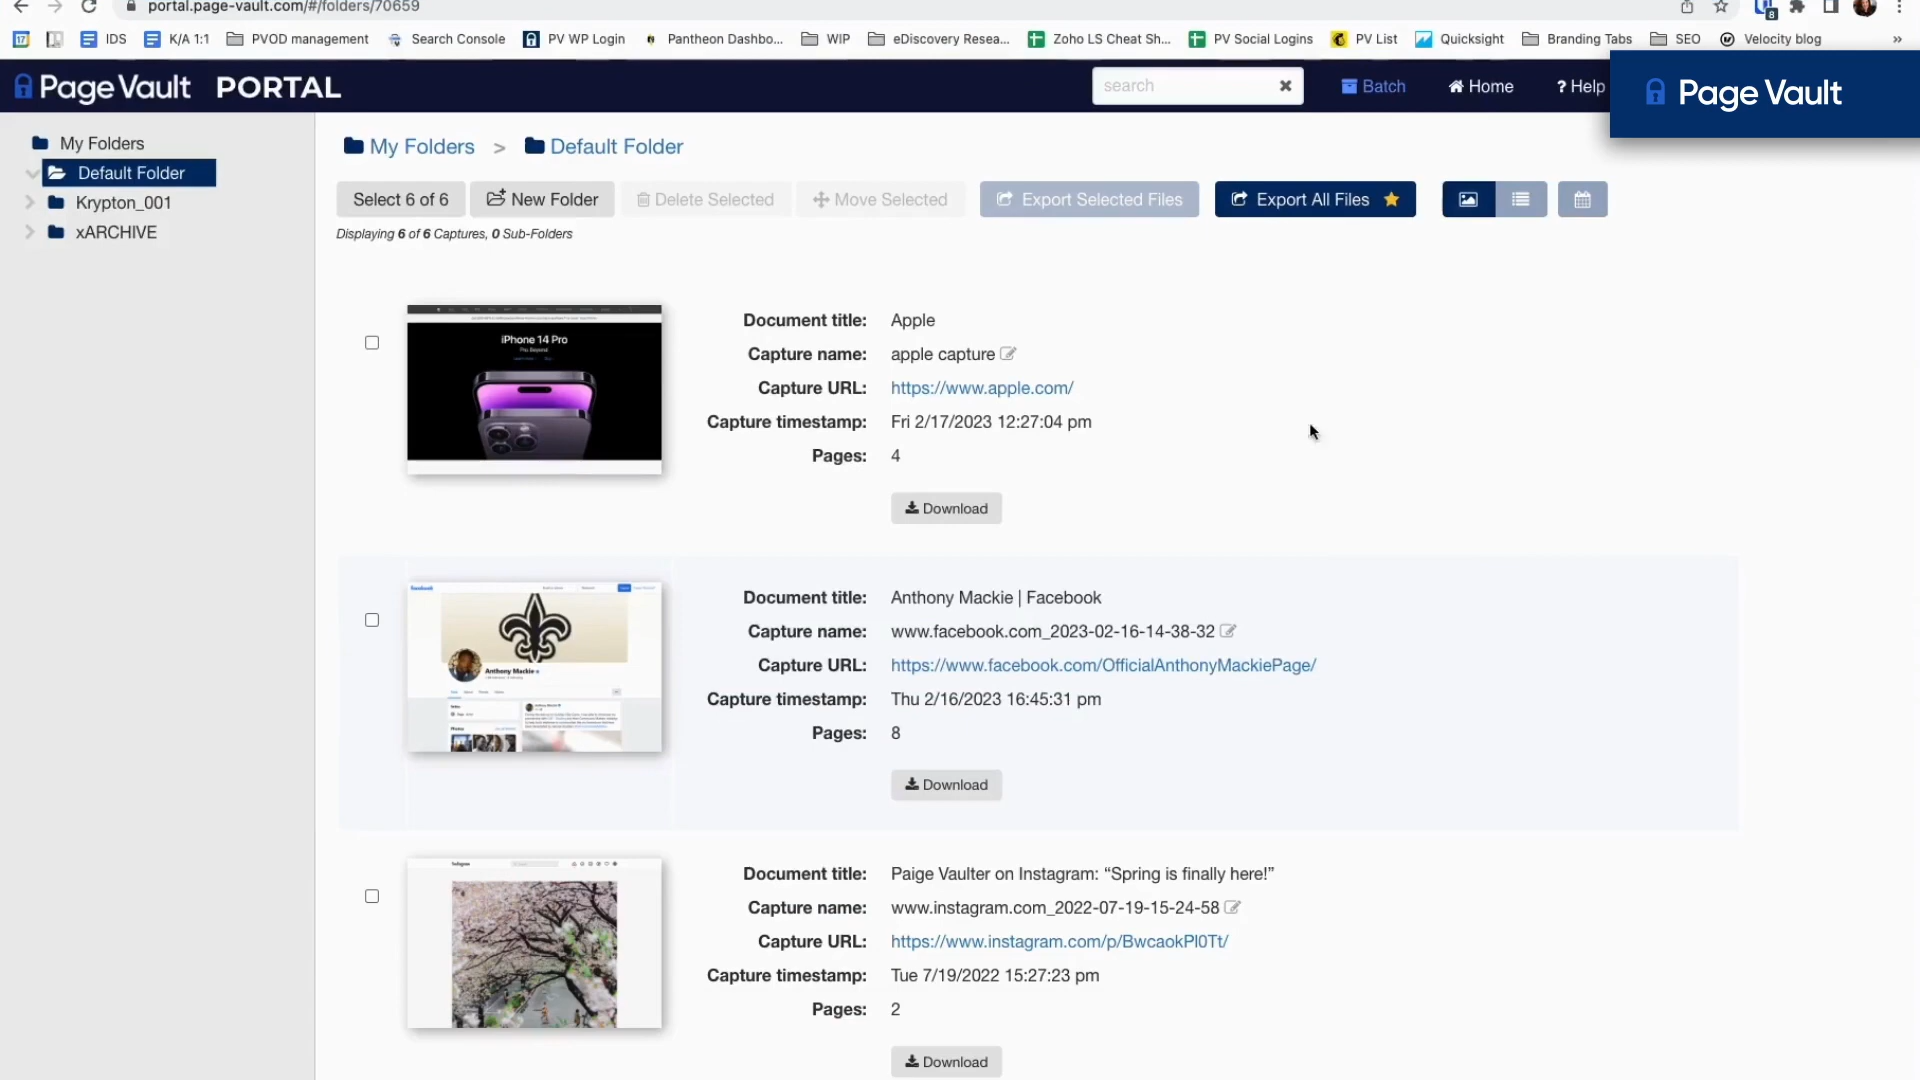 portal.page-vault.com/#/folders/70659
17 IDS K/A 1:1 PVOD management Search Console PV WP Login Pantheon Dashbo... WIP eDiscovery Resea... Zoho LS Cheat Sh... PV Social Logins PV List Quicksight Branding Tabs SEO Velocity blog »
Page Vault PORTAL
search
Batch
Home
? Help
Page Vault
My Folders
Default Folder
Krypton_001
xARCHIVE
My Folders > Default Folder
Select 6 of 6 New Folder Delete Selected Move Selected Export Selected Files Export All Files
Displaying 6 of 6 Captures, 0 Sub-Folders
iPhone 14 Pro
Document title: Apple
Capture name: apple capture
Capture URL: https://www.apple.com/
Capture timestamp: Fri 2/17/2023 12:27:04 pm
Pages: 4
Download
facebook
Anthony Mackie
Document title: Anthony Mackie | Facebook
Capture name: www.facebook.com_2023-02-16-14-38-32
Capture URL: https://www.facebook.com/OfficialAnthonyMackiePage/
Capture timestamp: Thu 2/16/2023 16:45:31 pm
Pages: 8
Download
Instagram
Document title: Paige Vaulter on Instagram: “Spring is finally here!”
Capture name: www.instagram.com_2022-07-19-15-24-58
Capture URL: https://www.instagram.com/p/BwcaokPl0Tt/
Capture timestamp: Tue 7/19/2022 15:27:23 pm
Pages: 2
Download